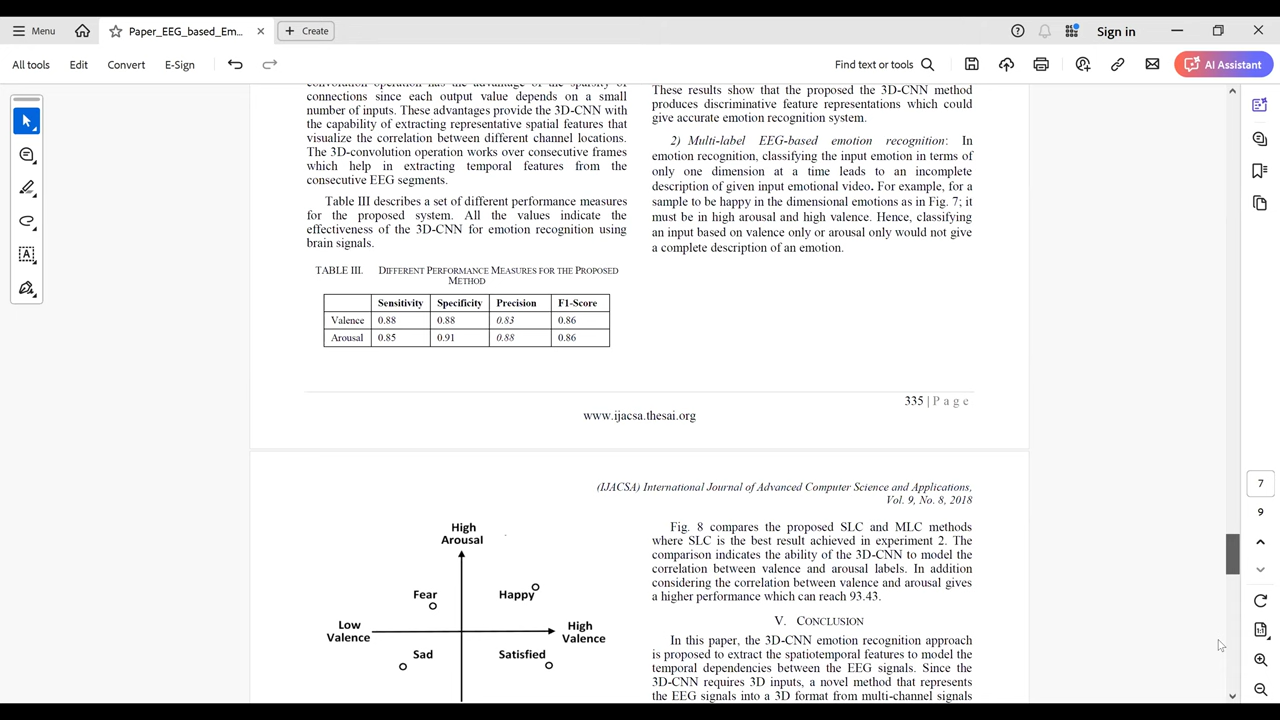 Menu
Paper_EEG_based_Em...
Create
Sign in
All tools
Edit
Convert
E-Sign
Find text or tools
AI Assistant
convolution operation has the advantage of the sparsity of
connections since each output value depends on a small
number of inputs. These advantages provide the 3D-CNN with
the capability of extracting representative spatial features that
visualize the correlation between different channel locations.
The 3D-convolution operation works over consecutive frames
which help in extracting temporal features from the
consecutive EEG segments.
Table III describes a set of different performance measures
for the proposed system. All the values indicate the
effectiveness of the 3D-CNN for emotion recognition using
brain signals.
TABLE III. DIFFERENT PERFORMANCE MEASURES FOR THE PROPOSED
METHOD
Sensitivity Specificity Precision F1-Score
Valence 0.88 0.88 0.83 0.86
Arousal 0.85 0.91 0.88 0.86
These results show that the proposed the 3D-CNN method
produces discriminative feature representations which could
give accurate emotion recognition system.
2) Multi-label EEG-based emotion recognition: In
emotion recognition, classifying the input emotion in terms of
only one dimension at a time leads to an incomplete
description of given input emotional video. For example, for a
sample to be happy in the dimensional emotions as in Fig. 7; it
must be in high arousal and high valence. Hence, classifying
an input based on valence only or arousal only would not give
a complete description of an emotion.
335 | Page
www.ijacsa.thesai.org
(IJACSA) International Journal of Advanced Computer Science and Applications,
Vol. 9, No. 8, 2018
High
Arousal
Fear
Happy
Low
Valence
High
Valence
Sad
Satisfied
Fig. 8 compares the proposed SLC and MLC methods
where SLC is the best result achieved in experiment 2. The
comparison indicates the ability of the 3D-CNN to model the
correlation between valence and arousal labels. In addition
considering the correlation between valence and arousal gives
a higher performance which can reach 93.43.
V. CONCLUSION
In this paper, the 3D-CNN emotion recognition approach
is proposed to extract the spatiotemporal features to model the
temporal dependencies between the EEG signals. Since the
3D-CNN requires 3D inputs, a novel method that represents
the EEG signals into a 3D format from multi-channel signals
7
9